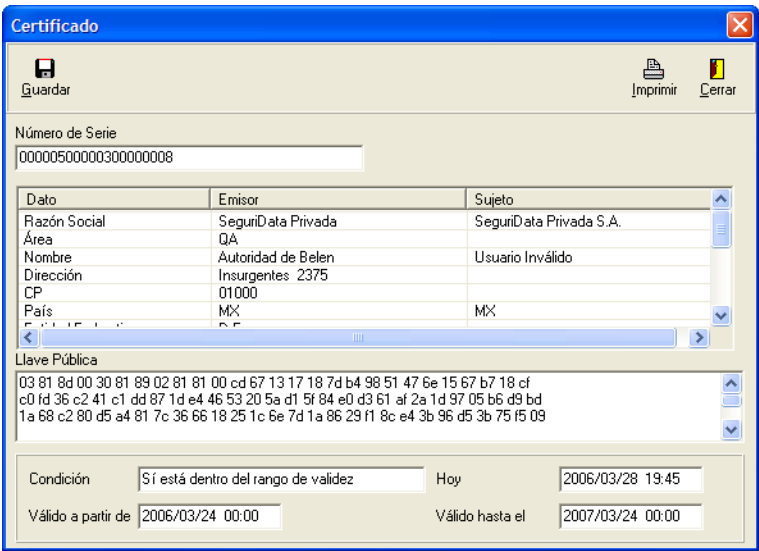 Certificado
Guardar
Imprimir Cerrar
Número de Serie
00000500000300000008
Dato Emisor Sujeto
Razón Social SeguriData Privada SeguriData Privada S.A.
Área QA
Nombre Autoridad de Belen Usuario Inválido
Dirección Insurgentes 2375
CP 01000
País MX MX
Llave Pública
03 81 8d 00 30 81 89 02 81 81 00 cd 67 13 17 18 7d b4 98 51 47 6e 15 67 b7 18 cf
c0 fd 36 c2 41 c1 dd 87 1d e4 46 53 20 5a d1 5f 84 e0 d3 61 af 2a 1d 97 05 b6 d9 bd
1a 68 c2 80 d5 a4 81 7c 36 66 18 25 1c 6e 7d 1a 86 29 f1 8c e4 3b 96 d5 3b 75 f5 09
Condición Sí está dentro del rango de validez Hoy 2006/03/28 19:45
Válido a partir de 2006/03/24 00:00 Válido hasta el 2007/03/24 00:00